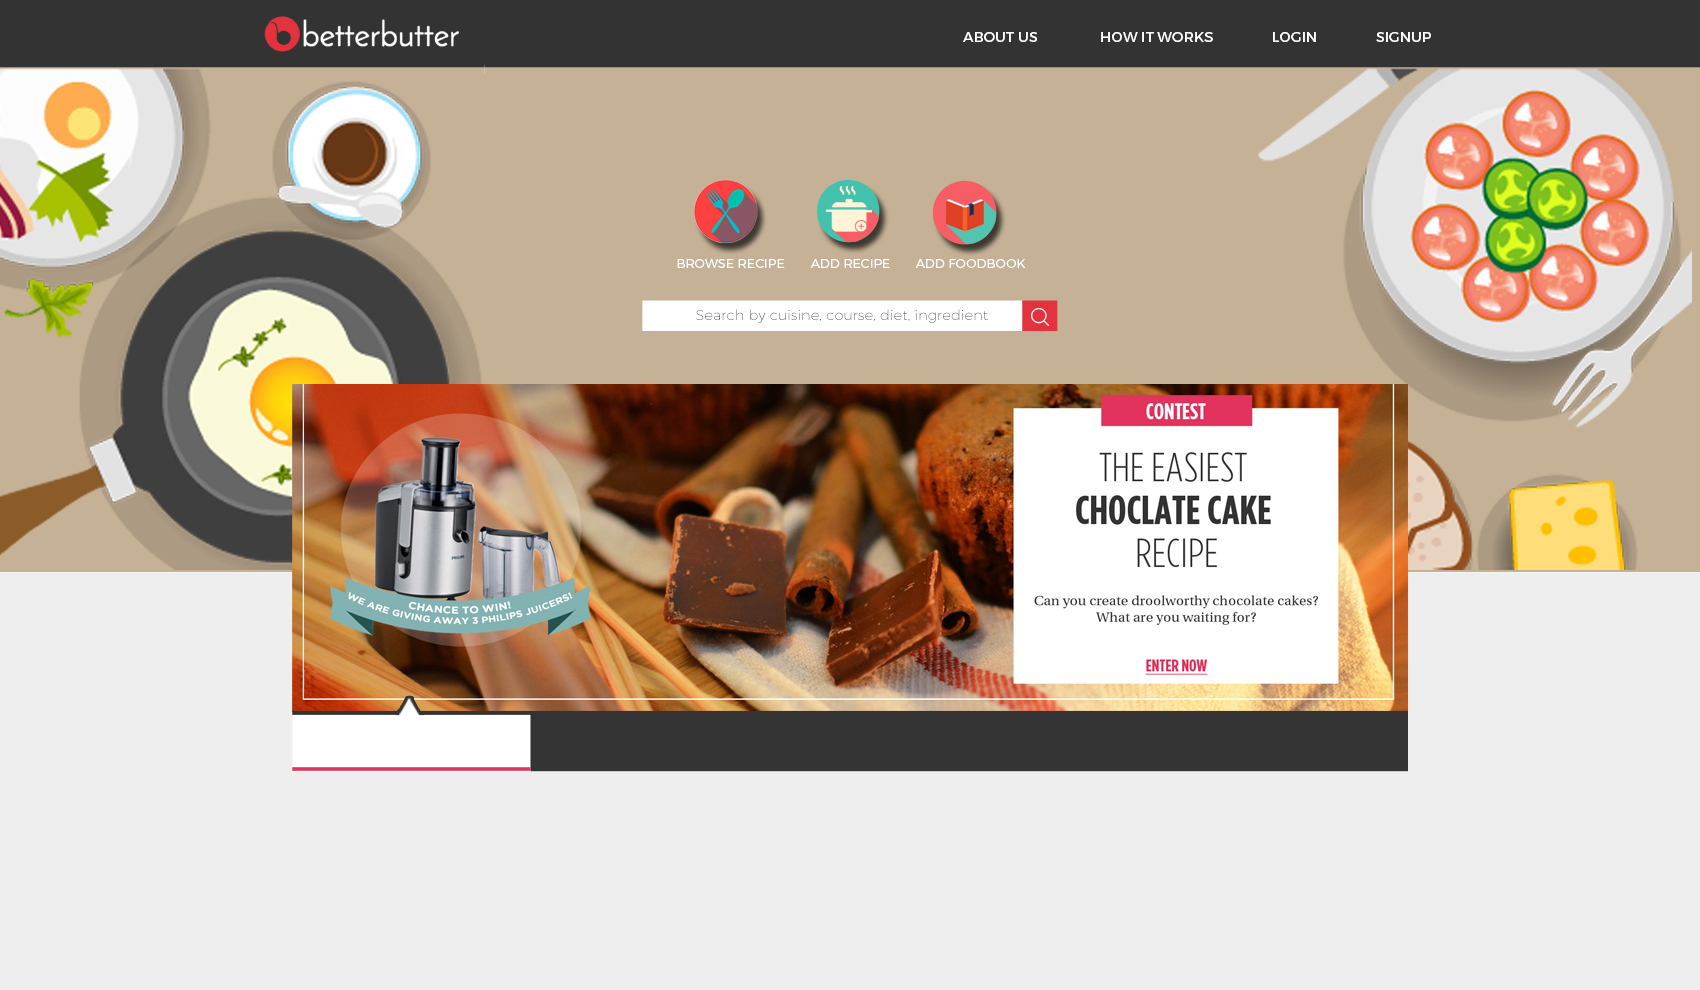 betterbutter
ABOUT US
HOW IT WORKS
LOGIN
SIGNUP
BROWSE RECIPE
ADD RECIPE
ADD FOODBOOK
Search by cuisine, course, diet, ingredient
CONTEST
THE EASIEST
CHOCLATE CAKE
RECIPE
Can you create droolworthy chocolate cakes?
What are you waiting for?
ENTER NOW
PHILIPS
CHANCE TO WIN!
WE ARE GIVING AWAY 3 PHILIPS JUICERS!